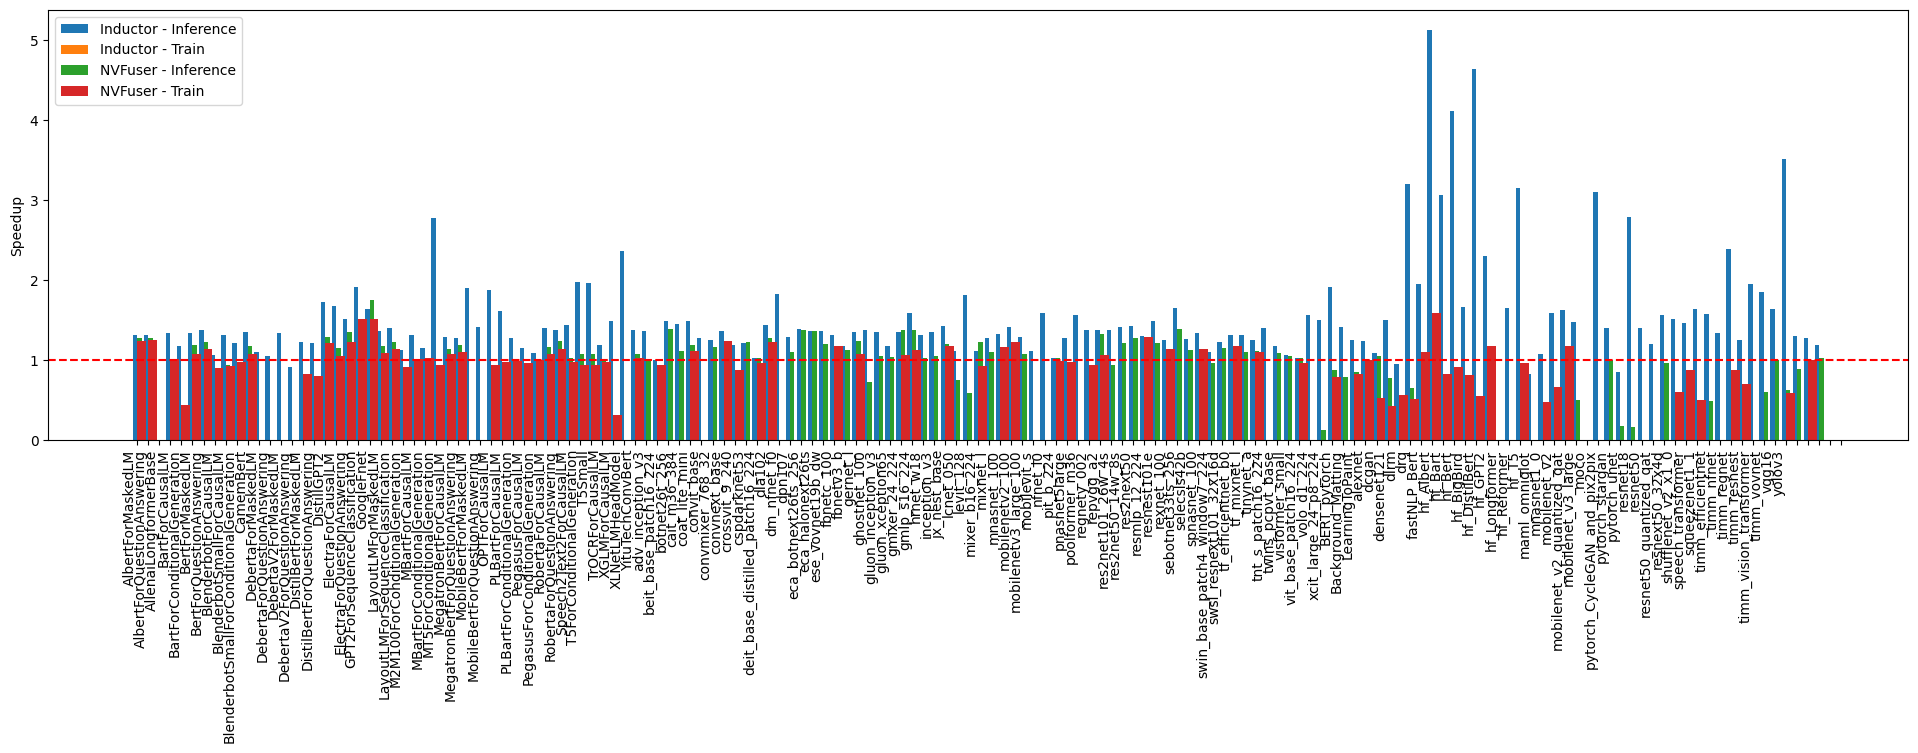 Inductor - Inference
Inductor - Train
NVFuser - Inference
NVFuser - Train
Speedup
5
4
3
2
1
0
AlbertForMaskedLM
AlbertForQuestionAnswering
AllenaiLongformerBase
BartForCausalLM
BartForConditionalGeneration
BertForMaskedLM
BertForQuestionAnswering
BlenderbotForCausalLM
BlenderbotSmallForCausalLM
BlenderbotSmallForConditionalGeneration
CamemBert
DebertaForMaskedLM
DebertaForQuestionAnswering
DebertaV2ForMaskedLM
DebertaV2ForQuestionAnswering
DistilBertForMaskedLM
DistilBertForQuestionAnswering
DistillGPT2
ElectraForCausalLM
ElectraForQuestionAnswering
GPT2ForSequenceClassification
GoogleFnet
LayoutLMForMaskedLM
LayoutLMForSequenceClassification
M2M100ForConditionalGeneration
MBartForCausalLM
MBartForConditionalGeneration
MT5ForConditionalGeneration
MegatronBertForCausalLM
MegatronBertForQuestionAnswering
MobileBertForMaskedLM
MobileBertForQuestionAnswering
OPTForCausalLM
PLBartForCausalLM
PLBartForConditionalGeneration
PegasusForCausalLM
PegasusForConditionalGeneration
RobertaForCausalLM
RobertaForQuestionAnswering
Speech2Text2ForCausalLM
T5ForConditionalGeneration
T5Small
TrOCRForCausalLM
XGLMForCausalLM
XLNetLMHeadModel
YituTechConvBert
adv_inception_v3
beit_base_patch16_224
botnet26t_256
cait_m36_384
coat_lite_mini
convit_base
convmixer_768_32
convnext_base
crossvit_9_240
cspdarknet53
deit_base_distilled_patch16_224
dla102
dm_nfnet_f0
dpn107
eca_botnext26ts_256
eca_halonext26ts
ese_vovnet19b_dw
fbnetc_100
fbnetv3_b
gernet_l
ghostnet_100
gluon_inception_v3
gluon_xception65
gmixer_24_224
gmlp_s16_224
hrnet_w18
inception_v3
jx_nest_base
lcnet_050
levit_128
mixer_b16_224
mixnet_l
mnasnet_100
mobilenetv2_100
mobilenetv3_large_100
mobilevit_s
nfnet_l0
pit_b_224
pnasnet5large
poolformer_m36
regnety_002
repvgg_a2
res2net101_26w_4s
res2net50_14w_8s
res2next50
resmlp_12_224
resnest101e
rexnet_100
sebotnet33ts_256
selecsls42b
spnasnet_100
swin_base_patch4_window7_224
swsl_resnext101_32x16d
tf_efficientnet_b0
tf_mixnet_l
tinynet_a
tnt_s_patch16_224
twins_pcpvt_base
visformer_small
vit_base_patch16_224
volo_d1_224
xcit_large_24_p8_224
BERT_pytorch
Background_Matting
LearningToPaint
alexnet
dcgan
densenet121
dlrm
drq
fastNLP_Bert
hf_Albert
hf_Bart
hf_Bert
hf_BigBird
hf_DistilBert
hf_GPT2
hf_Longformer
hf_Reformer
hf_T5
maml_omniglot
mnasnet1_0
mobilenet_v2
mobilenet_v2_quantized_qat
mobilenet_v3_large
moco
pytorch_CycleGAN_and_pix2pix
pytorch_stargan
pytorch_unet
resnet18
resnet50
resnet50_quantized_qat
resnext50_32x4d
shufflenet_v2_x1_0
speech_transformer
squeezenet1_1
timm_efficientnet
timm_nfnet
timm_regnet
timm_resnest
timm_vision_transformer
timm_vovnet
vgg16
yolov3